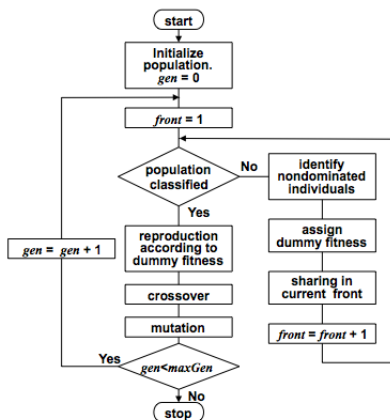 start
Initialize
population.
gen = 0
front = 1
population
classified
No
identify
nondominated
individuals
Yes
assign
dummy fitness
reproduction
according to
dummy fitness
gen = gen + 1
sharing in
current front
crossover
front = front + 1
mutation
Yes
gen<maxGen
No
stop